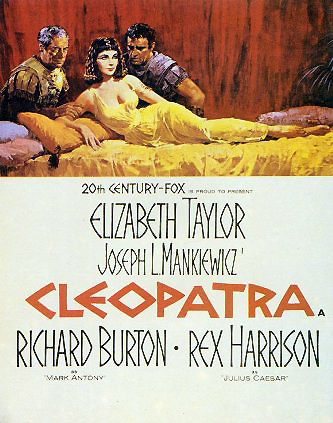 20th CENTURY-FOX IS PROUD TO PRESENT
ELIZABETH TAYLOR
JOSEPH L. MANKIEWICZ'
CLEOPATRA A
RICHARD BURTON · REX HARRISON
AS "MARK ANTONY" AS "JULIUS CAESAR"